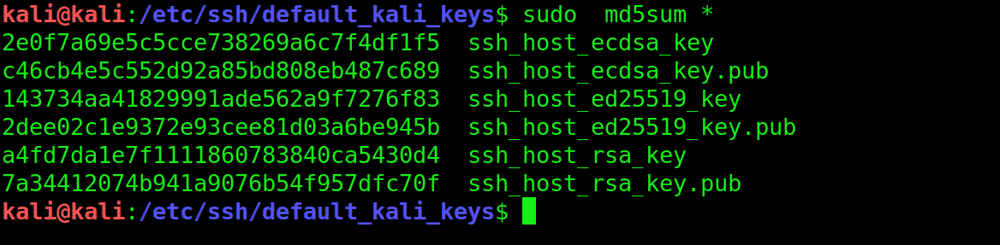 kali@kali:/etc/ssh/default_kali_keys$ sudo  md5sum *
2e0f7a69e5c5cce738269a6c7f4df1f5  ssh_host_ecdsa_key
c46cb4e5c552d92a85bd808eb487c689  ssh_host_ecdsa_key.pub
143734aa41829991ade562a9f7276f83  ssh_host_ed25519_key
2dee02c1e9372e93cee81d03a6be945b  ssh_host_ed25519_key.pub
a4fd7da1e7f1111860783840ca5430d4  ssh_host_rsa_key
7a34412074b941a9076b54f957dfc70f  ssh_host_rsa_key.pub
kali@kali:/etc/ssh/default_kali_keys$